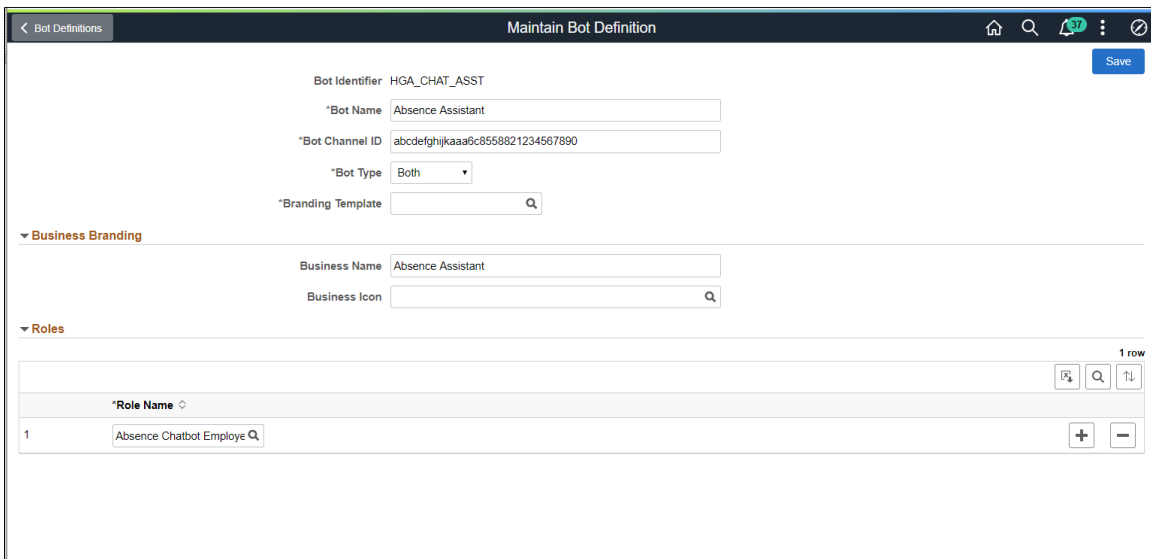 Bot Definitions
Maintain Bot Definition
37
Save
Bot Identifier HGA_CHAT_ASST
*Bot Name Absence Assistant
*Bot Channel ID abcdefghijkaaa6c8558821234567890
*Bot Type Both
*Branding Template
Business Branding
Business Name Absence Assistant
Business Icon
Roles
1 row
*Role Name
1 Absence Chatbot Employe